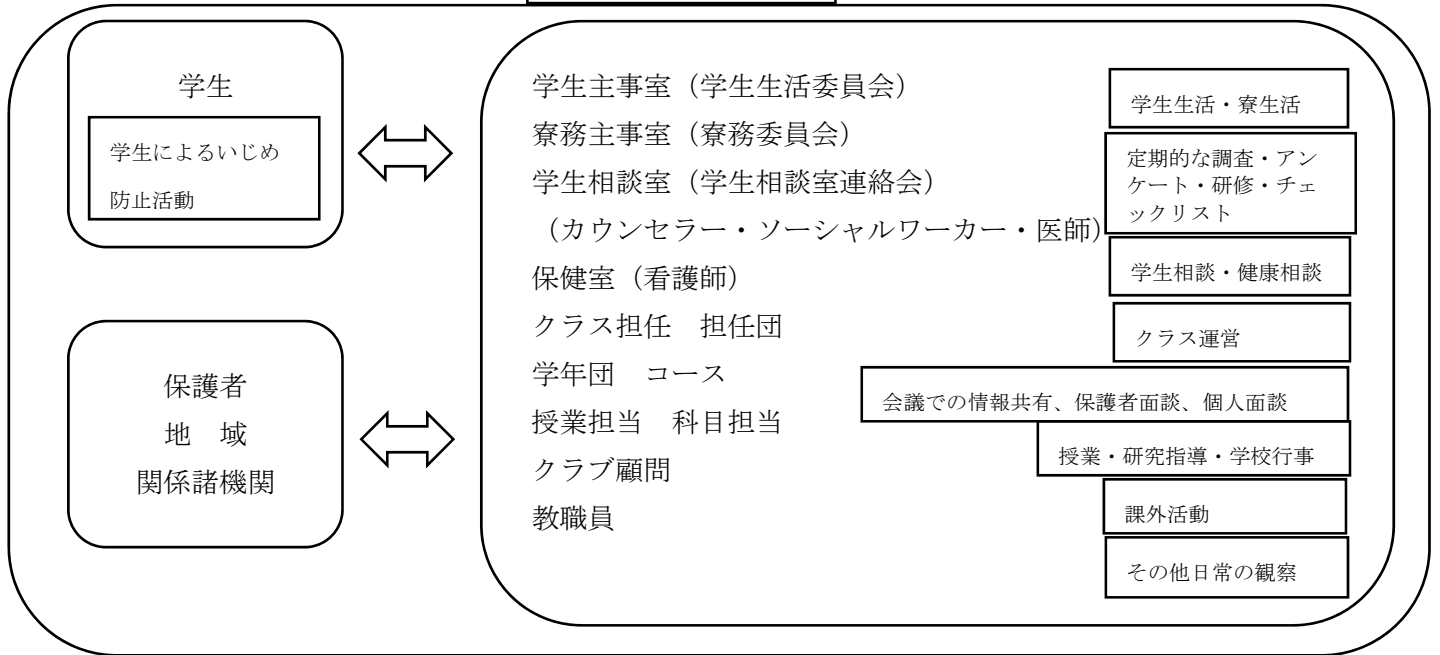 学生
学生によるいじめ
防止活動
保護者
地　域
関係諸機関
学生主事室（学生生活委員会）
寮務主事室（寮務委員会）
学生相談室（学生相談室連絡会）
（カウンセラー・ソーシャルワーカー・医師）
保健室（看護師）
クラス担任　担任団
学年団　コース
授業担当　科目担当
クラブ顧問
教職員
学生生活・寮生活
定期的な調査・アン
ケート・研修・チェ
ックリスト
学生相談・健康相談
クラス運営
会議での情報共有、保護者面談、個人面談
授業・研究指導・学校行事
課外活動
その他日常の観察